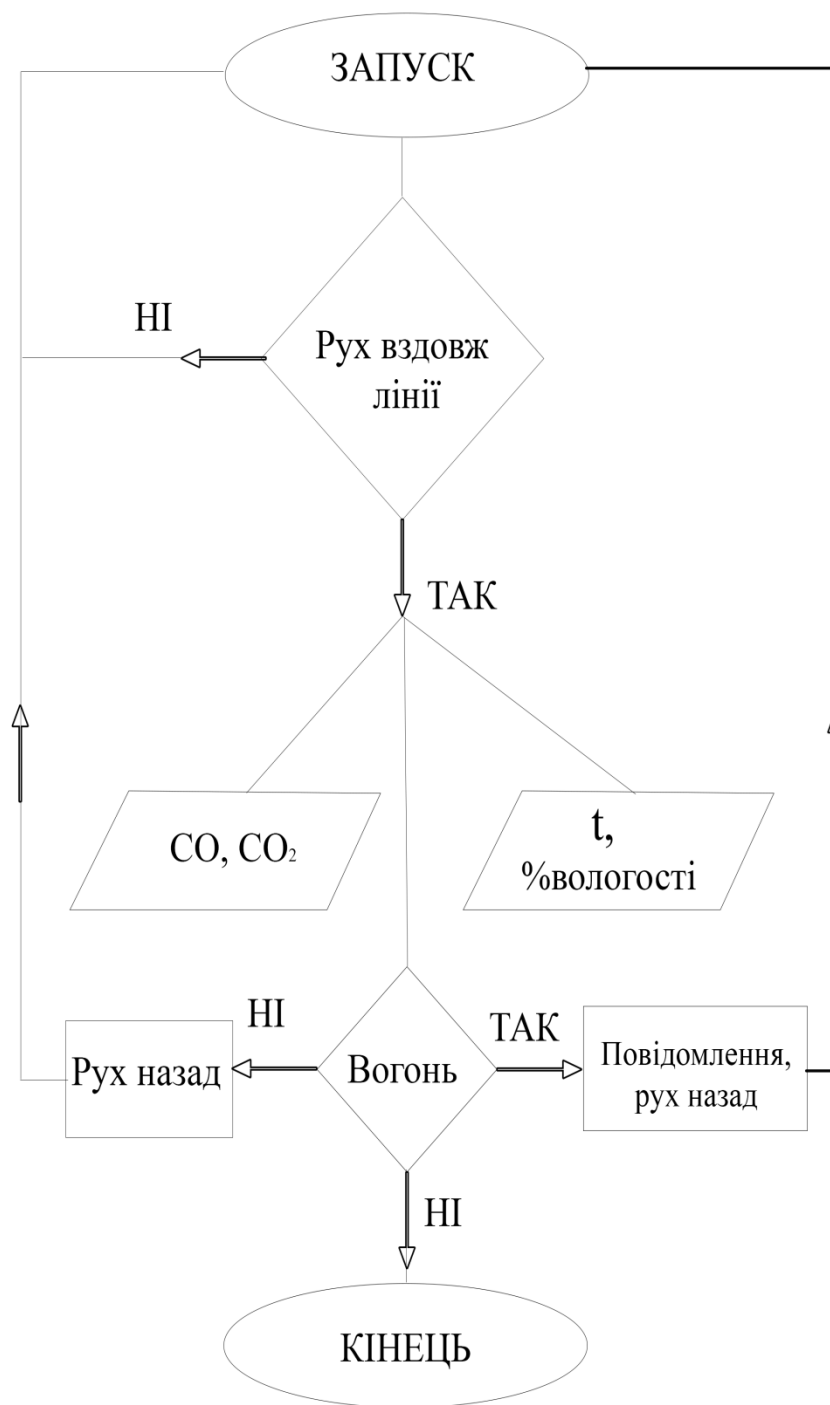 ЗАПУСК
НІ
Рух вздовж
лінії
ТАК
CO, CO₂
t,
%вологості
НІ
ТАК
Рух назад
Вогонь
Повідомлення,
рух назад
НІ
КІНЕЦЬ